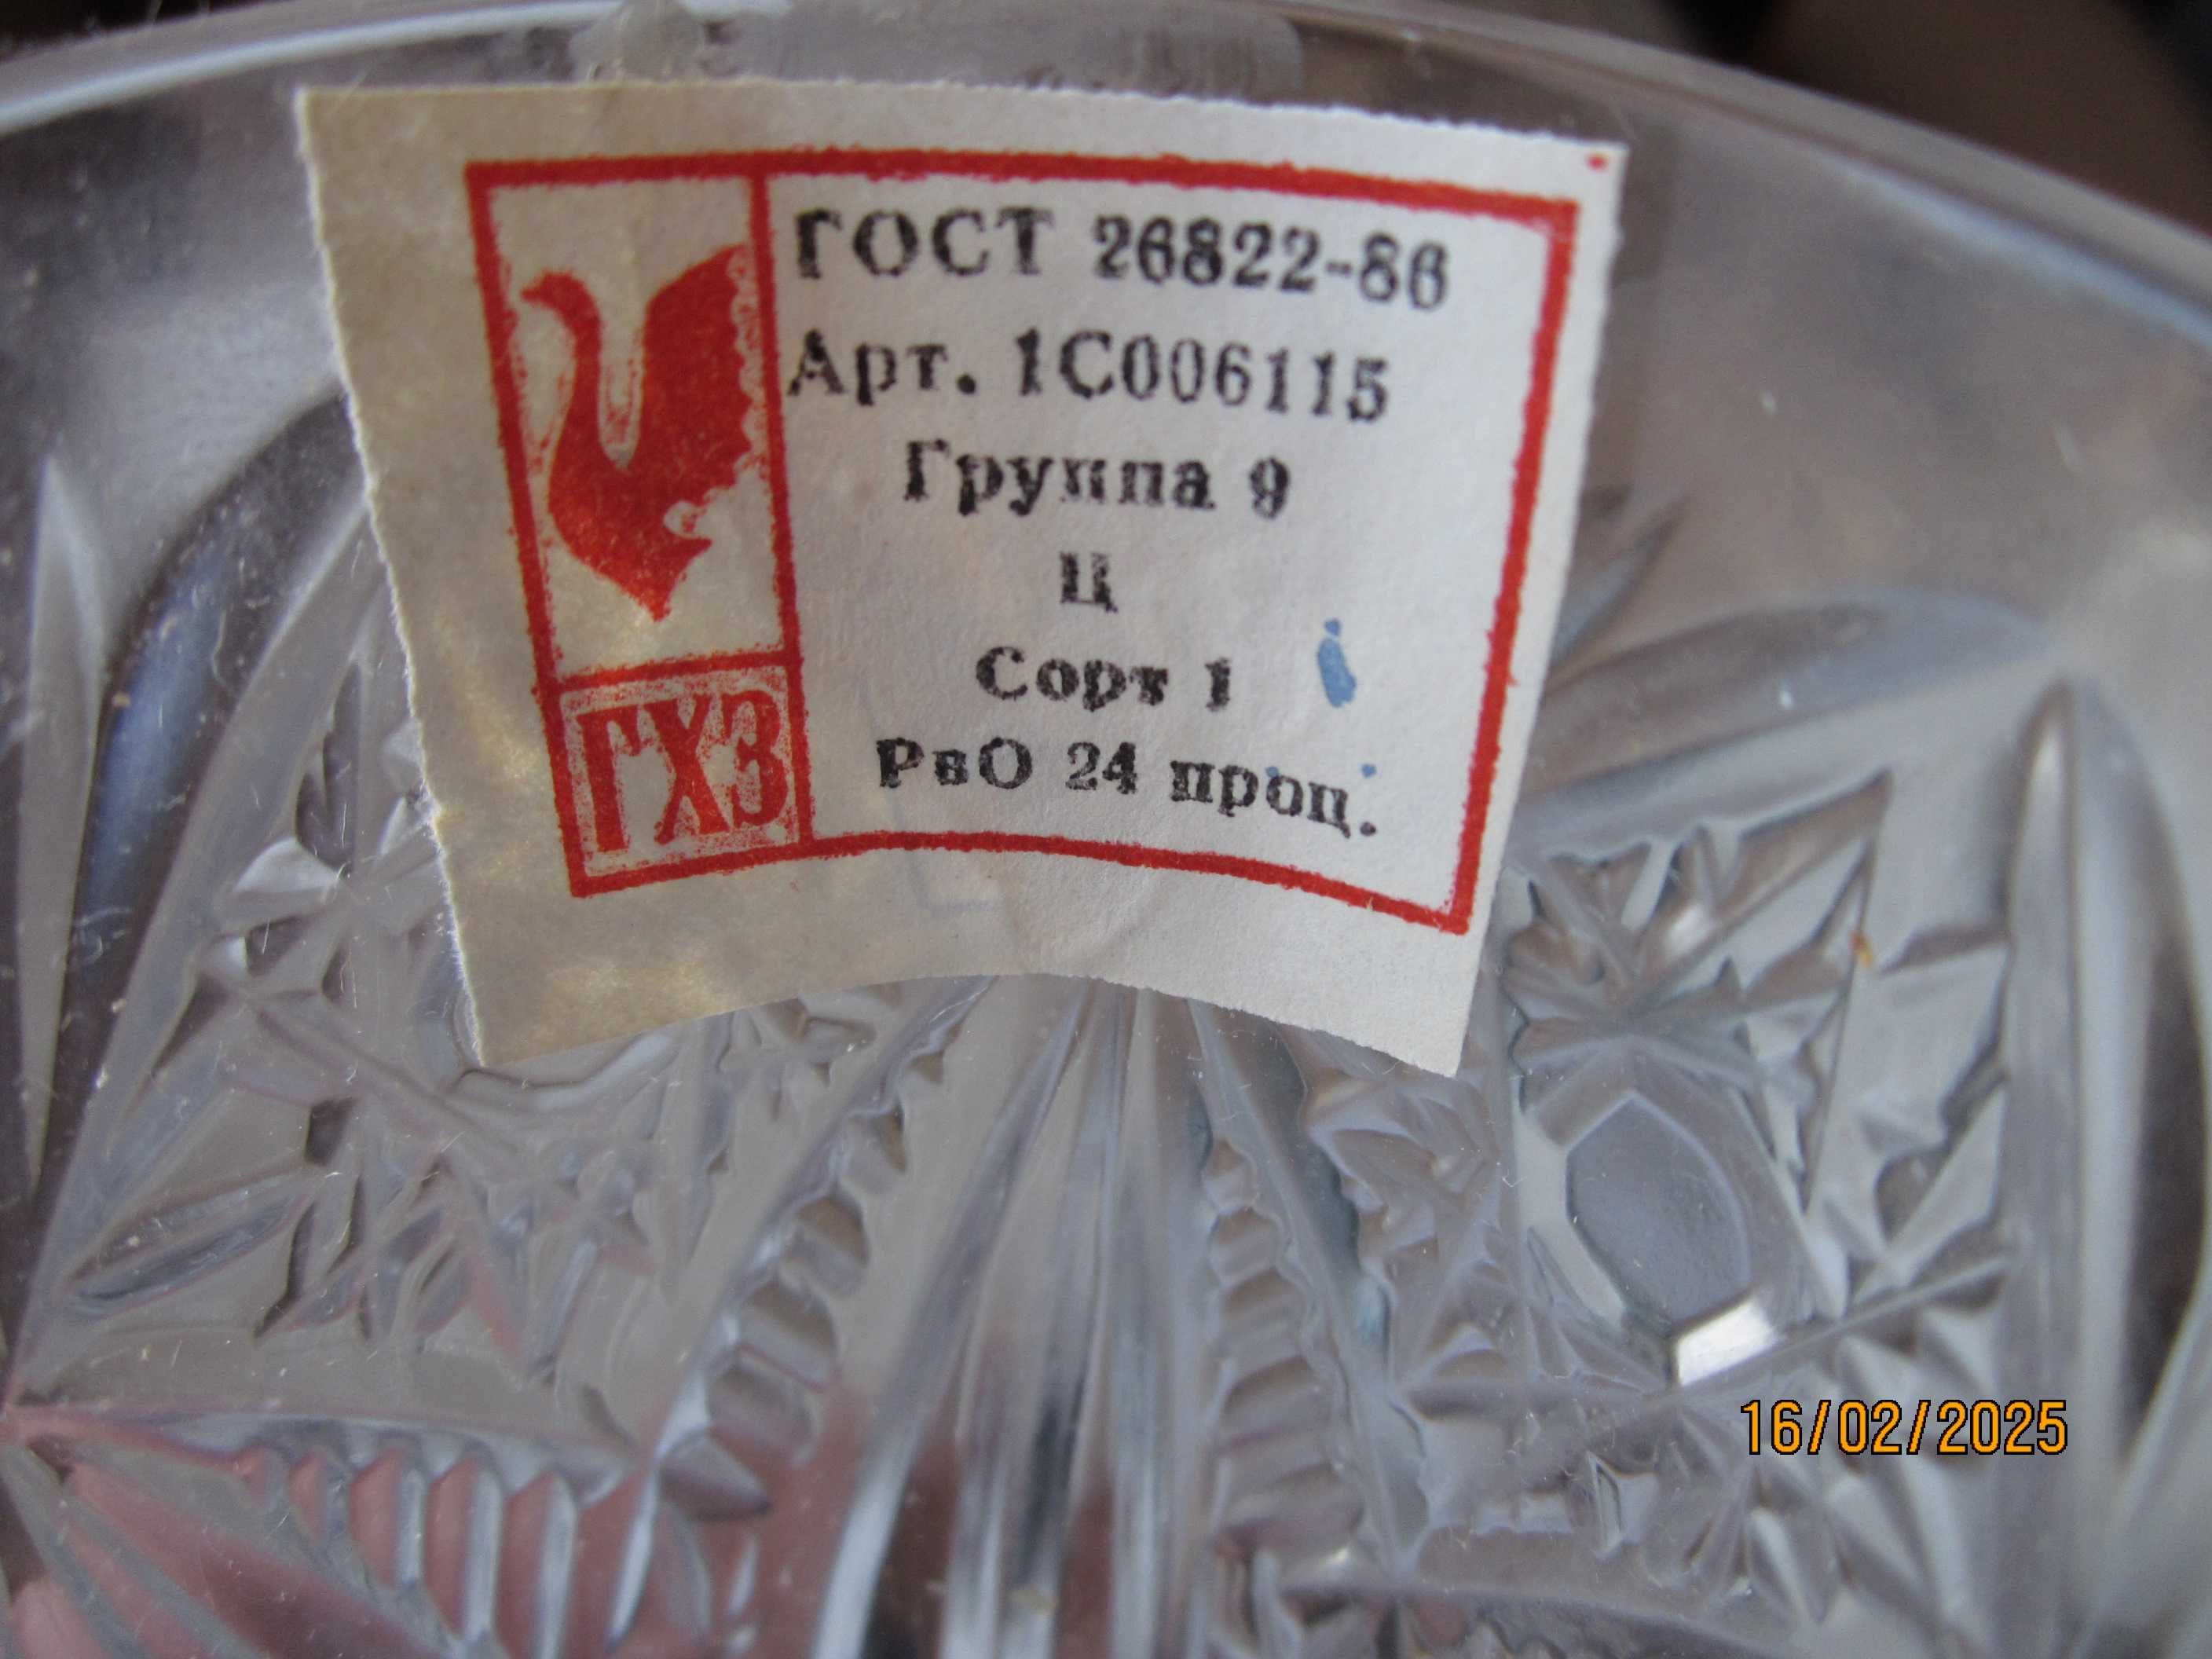 ГОСТ 26822-86
Арт. 1С006115
Группа 9
Ц
Сорт 1
РвО 24 проц.
ГХЗ
16/02/2025